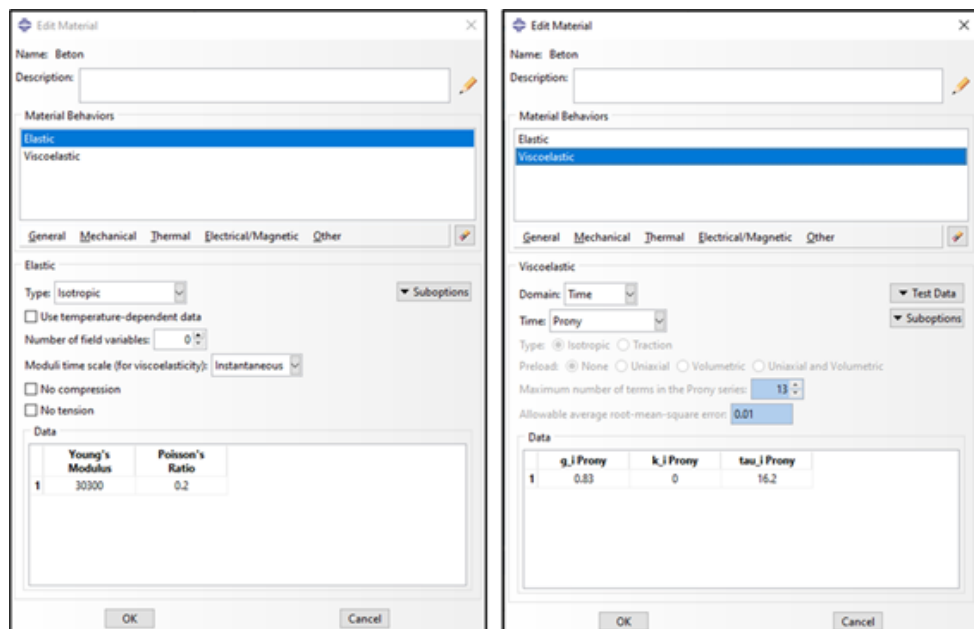 Edit Material
Name: Beton
Description:
Material Behaviors
Elastic
Viscoelastic
General Mechanical Thermal Electrical/Magnetic Other
Elastic
Type: Isotropic
Suboptions
Use temperature-dependent data
Number of field variables: 0
Moduli time scale (for viscoelasticity): Instantaneous
No compression
No tension
Data
Young's Modulus Poisson's Ratio
1 30300 0.2
OK Cancel
Edit Material
Name: Beton
Description:
Material Behaviors
Elastic
Viscoelastic
General Mechanical Thermal Electrical/Magnetic Other
Viscoelastic
Domain: Time
Test Data
Time: Prony
Suboptions
Type: Isotropic Traction
Preload: None Uniaxial Volumetric Uniaxial and Volumetric
Maximum number of terms in the Prony series: 13
Allowable average root-mean-square error: 0.01
Data
g_i Prony k_i Prony tau_i Prony
1 0.83 0 16.2
OK Cancel